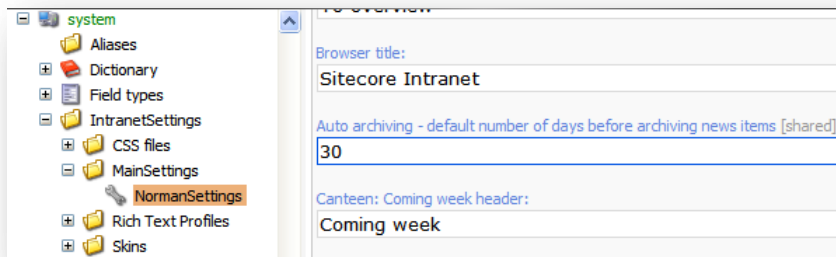 system
Aliases
Dictionary
Field types
IntranetSettings
CSS files
MainSettings
NormanSettings
Rich Text Profiles
Skins
Browser title:
Sitecore Intranet
Auto archiving - default number of days before archiving news items [shared]
30
Canteen: Coming week header:
Coming week